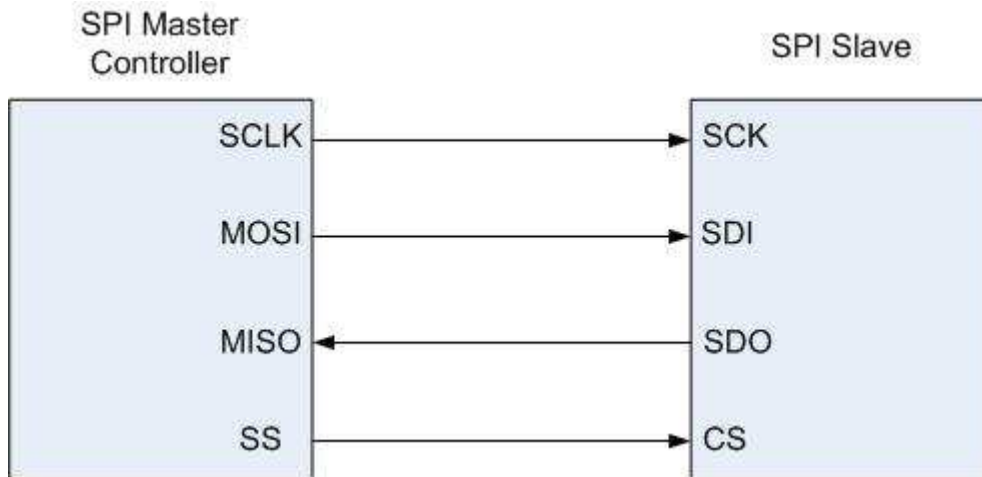 SPI Master
Controller
SPI Slave
SCLK
SCK
MOSI
SDI
MISO
SDO
SS
CS